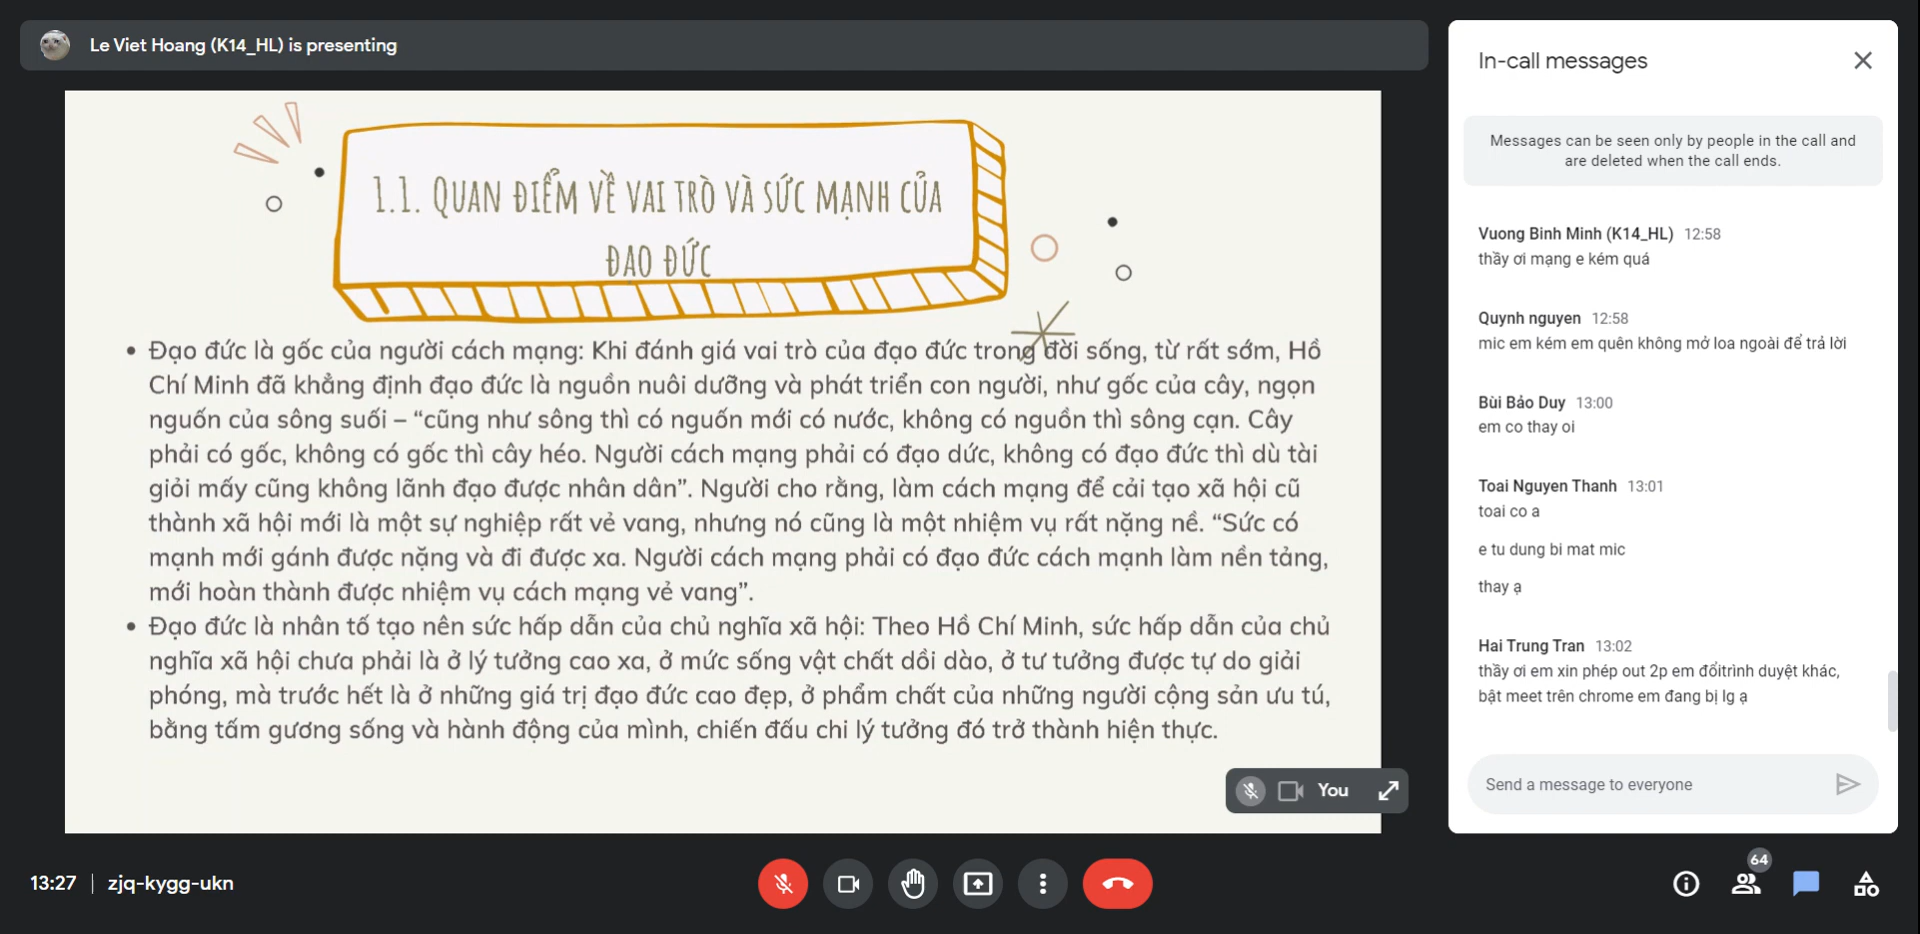 Le Viet Hoang (K14_HL) is presenting
1.1. Quan điểm về vai trò và sức mạnh của
đạo đức
• Đạo đức là gốc của người cách mạng: Khi đánh giá vai trò của đạo đức trong đời sống, từ rất sớm, Hồ
Chí Minh đã khẳng định đạo đức là nguồn nuôi dưỡng và phát triển con người, như gốc của cây, ngọn
nguốn của sông suối – “cũng như sông thì có nguốn mới có nước, không có nguồn thì sông cạn. Cây
phải có gốc, không có gốc thì cây héo. Người cách mạng phải có đạo dức, không có đạo đức thì dù tài
giỏi mấy cũng không lãnh đạo được nhân dân”. Người cho rằng, làm cách mạng để cải tạo xã hội cũ
thành xã hội mới là một sự nghiệp rất vẻ vang, nhưng nó cũng là một nhiệm vụ rất nặng nề. “Sức có
mạnh mới gánh được nặng và đi được xa. Người cách mạng phải có đạo đức cách mạnh làm nền tảng,
mới hoàn thành được nhiệm vụ cách mạng vẻ vang”.
• Đạo đức là nhân tố tạo nên sức hấp dẫn của chủ nghĩa xã hội: Theo Hồ Chí Minh, sức hấp dẫn của chủ
nghĩa xã hội chưa phải là ở lý tưởng cao xa, ở mức sống vật chất dồi dào, ở tư tưởng được tự do giải
phóng, mà trước hết là ở những giá trị đạo đức cao đẹp, ở phẩm chất của những người cộng sản ưu tú,
bằng tấm gương sống và hành động của mình, chiến đấu chi lý tưởng đó trở thành hiện thực.
You
In-call messages
Messages can be seen only by people in the call and
are deleted when the call ends.
Vuong Binh Minh (K14_HL) 12:58
thầy ơi mạng e kém quá
Quynh nguyen 12:58
mic em kém em quên không mở loa ngoài để trả lời
Bùi Bảo Duy 13:00
em co thay oi
Toai Nguyen Thanh 13:01
toai co a
e tu dung bi mat mic
thay ạ
Hai Trung Tran 13:02
thầy ơi em xin phép out 2p em đổitrình duyệt khác,
bật meet trên chrome em đang bị lg ạ
Send a message to everyone
13:27 | zjq-kygg-ukn
64